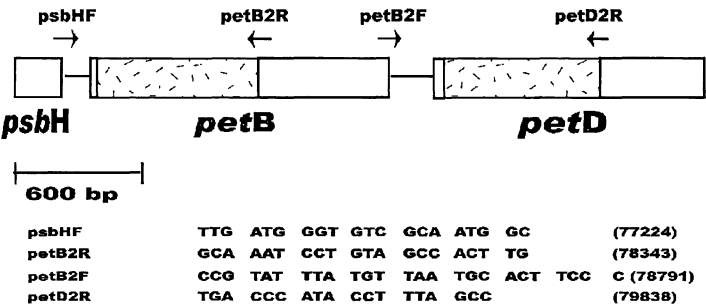 psbHF petB2R petB2F petD2R
psbH petB petD
600 bp
psbHF TTG ATG GGT GTC GCA ATG GC (77224)
petB2R GCA AAT CCT GTA GCC ACT TG (78343)
petB2F CCG TAT TTA TGT TAA TGC ACT TCC C (78791)
petD2R TGA CCC ATA CCT TTA GCC (79838)